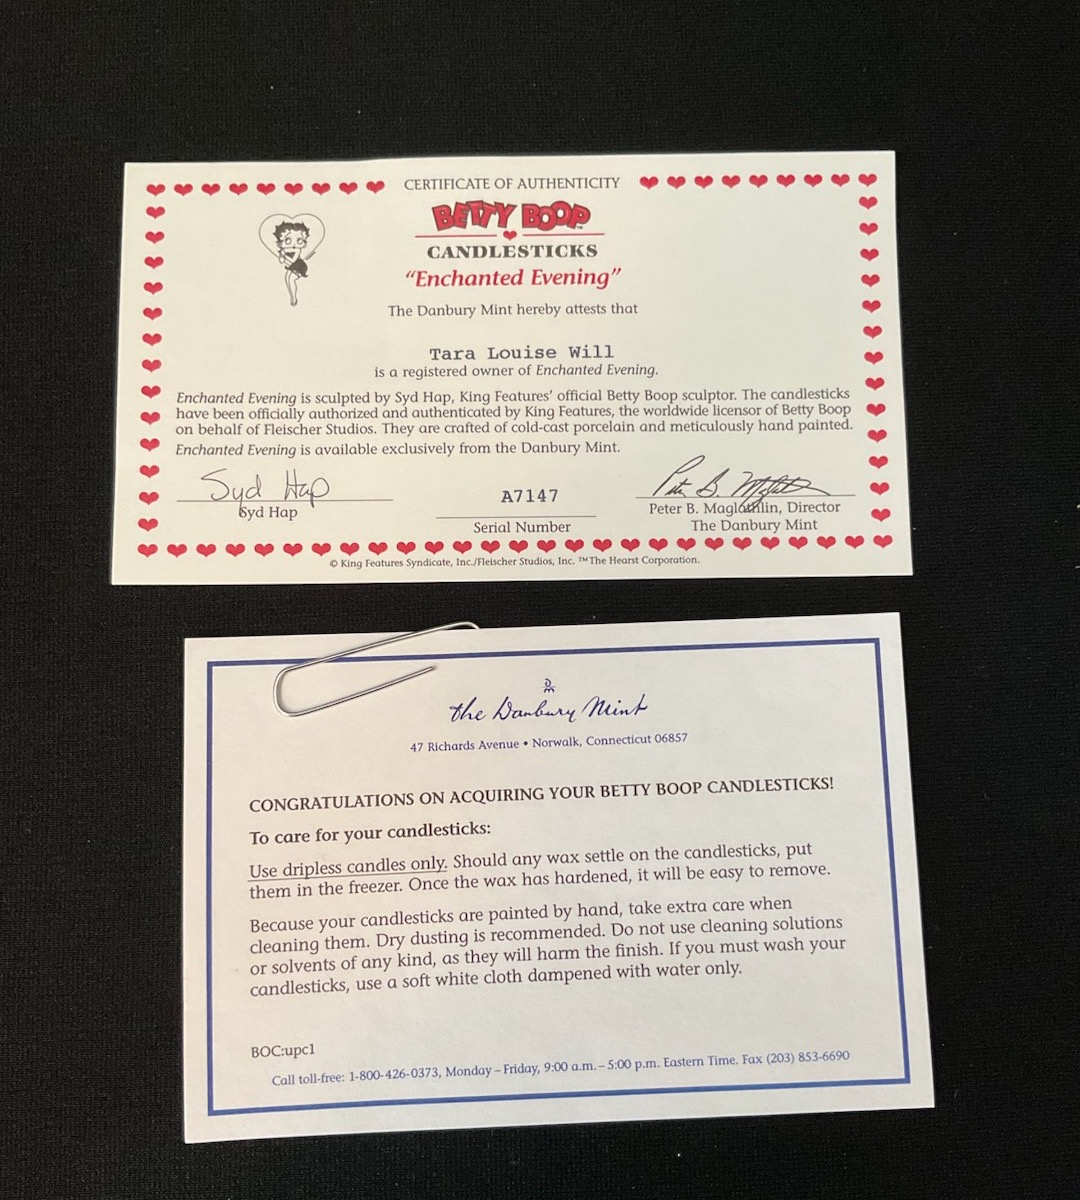 CERTIFICATE OF AUTHENTICITY
BETTY BOOP™
CANDLESTICKS
“Enchanted Evening”
The Danbury Mint hereby attests that
Tara Louise Will
is a registered owner of Enchanted Evening.
Enchanted Evening is sculpted by Syd Hap, King Features’ official Betty Boop sculptor. The candlesticks
have been officially authorized and authenticated by King Features, the worldwide licensor of Betty Boop
on behalf of Fleischer Studios. They are crafted of cold-cast porcelain and meticulously hand painted.
Enchanted Evening is available exclusively from the Danbury Mint.
Syd Hap
Syd Hap
A7147
Serial Number
Peter B. Maglathlin, Director
The Danbury Mint
© King Features Syndicate, Inc./Fleischer Studios, Inc. ™The Hearst Corporation.
DM
the Danbury Mint
47 Richards Avenue • Norwalk, Connecticut 06857
CONGRATULATIONS ON ACQUIRING YOUR BETTY BOOP CANDLESTICKS!
To care for your candlesticks:
Use dripless candles only. Should any wax settle on the candlesticks, put
them in the freezer. Once the wax has hardened, it will be easy to remove.
Because your candlesticks are painted by hand, take extra care when
cleaning them. Dry dusting is recommended. Do not use cleaning solutions
or solvents of any kind, as they will harm the finish. If you must wash your
candlesticks, use a soft white cloth dampened with water only.
BOC:upc1
Call toll-free: 1-800-426-0373, Monday – Friday, 9:00 a.m. – 5:00 p.m. Eastern Time. Fax (203) 853-6690